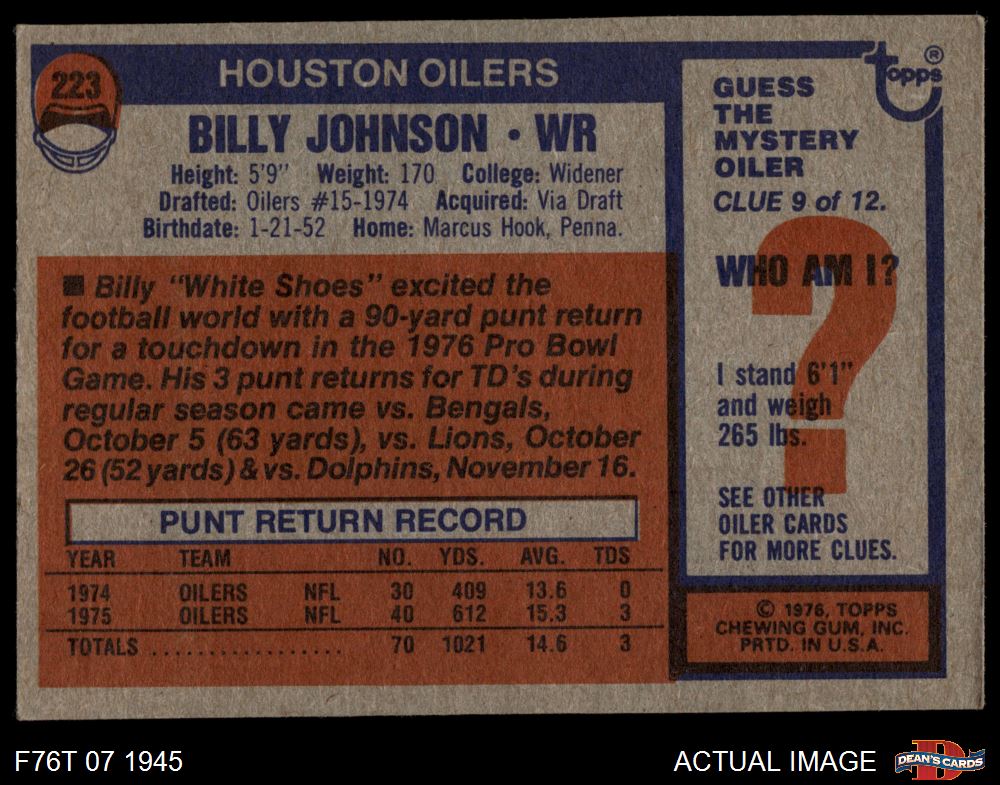 223
HOUSTON OILERS
BILLY JOHNSON • WR
Height: 5'9" Weight: 170 College: Widener
Drafted: Oilers #15-1974 Acquired: Via Draft
Birthdate: 1-21-52 Home: Marcus Hook, Penna.
■ Billy "White Shoes" excited the
football world with a 90-yard punt return
for a touchdown in the 1976 Pro Bowl
Game. His 3 punt returns for TD's during
regular season came vs. Bengals,
October 5 (63 yards), vs. Lions, October
26 (52 yards) & vs. Dolphins, November 16.
PUNT RETURN RECORD
YEAR TEAM NO. YDS. AVG. TDS
1974 OILERS NFL 30 409 13.6 0
1975 OILERS NFL 40 612 15.3 3
TOTALS ................. 70 1021 14.6 3
topps ®
GUESS
THE
MYSTERY
OILER
CLUE 9 of 12.
?
WHO AM I?
I stand 6'1"
and weigh
265 lbs.
SEE OTHER
OILER CARDS
FOR MORE CLUES.
© 1976, TOPPS
CHEWING GUM, INC.
PRTD. IN U.S.A.
F76T 07 1945
ACTUAL IMAGE
D
DEAN'S CARDS